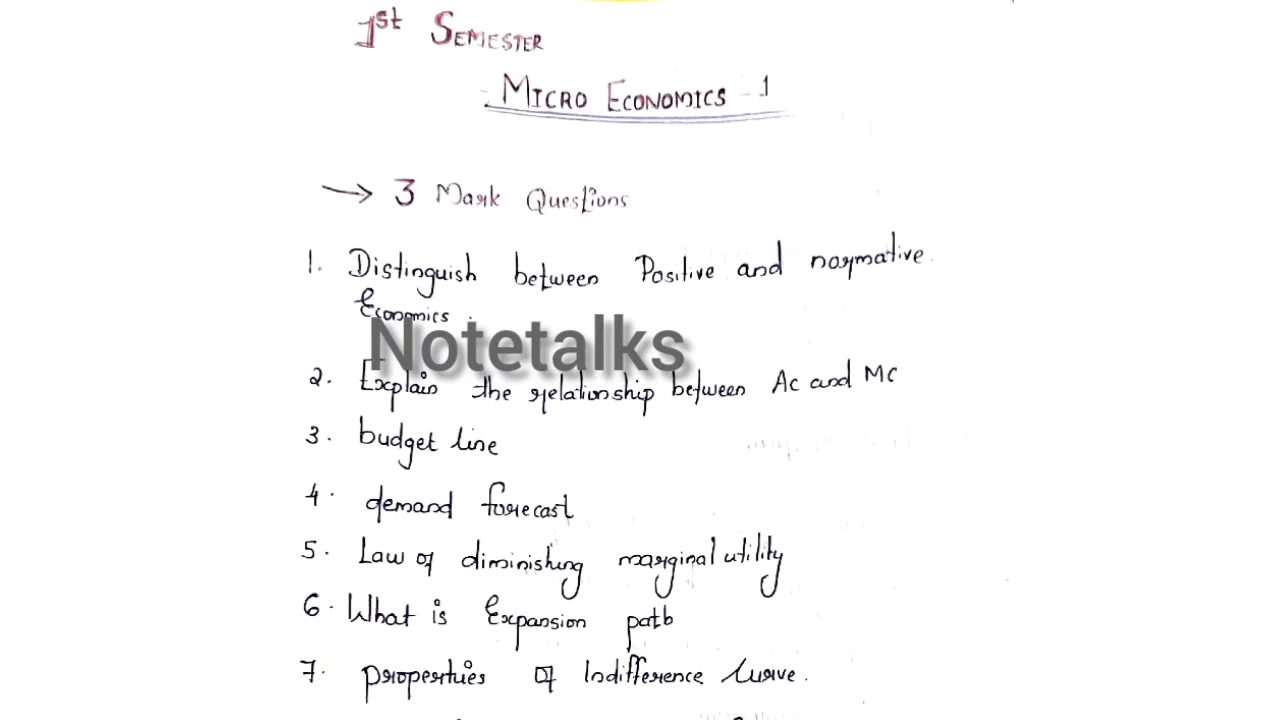 1st SEMESTER
MICRO ECONOMICS - 1
→ 3 Mark Questions
1. Distinguish between Positive and normative
Economics.
Notetalks
2. Explain the relationship between AC and MC
3. budget line
4. demand forecast
5. Law of diminishing marginal utility
6. What is Expansion path
7. properties of Indifference Curve.